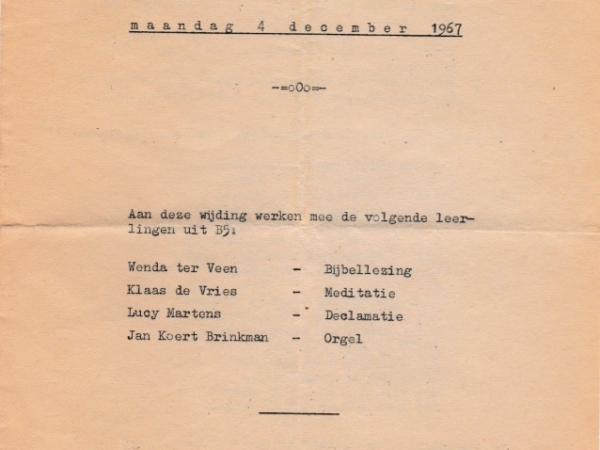 maandag 4 december 1967
-=oOo=-
Aan deze wijding werken mee de volgende leer-
lingen uit B5:
Wenda ter Veen - Bijbellezing
Klaas de Vries - Meditatie
Lucy Martens - Declamatie
Jan Koert Brinkman - Orgel